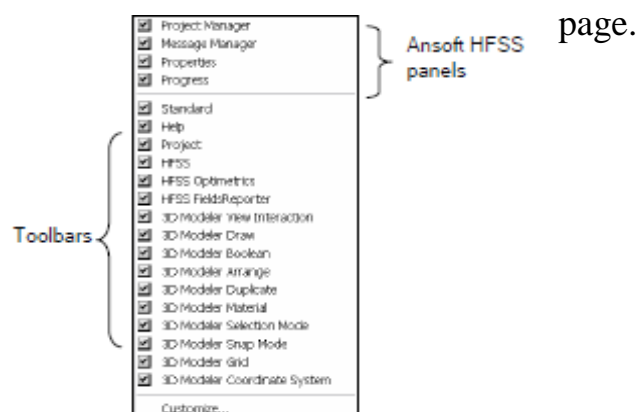 page.
Project Manager
Message Manager
Properties
Progress
Ansoft HFSS
panels
Standard
Help
Project
HFSS
HFSS Optimetrics
HFSS FieldsReporter
3D Modeler View Interaction
3D Modeler Draw
3D Modeler Boolean
3D Modeler Arrange
3D Modeler Duplicate
3D Modeler Material
3D Modeler Selection Mode
3D Modeler Snap Mode
3D Modeler Grid
3D Modeler Coordinate System
Customize...
Toolbars